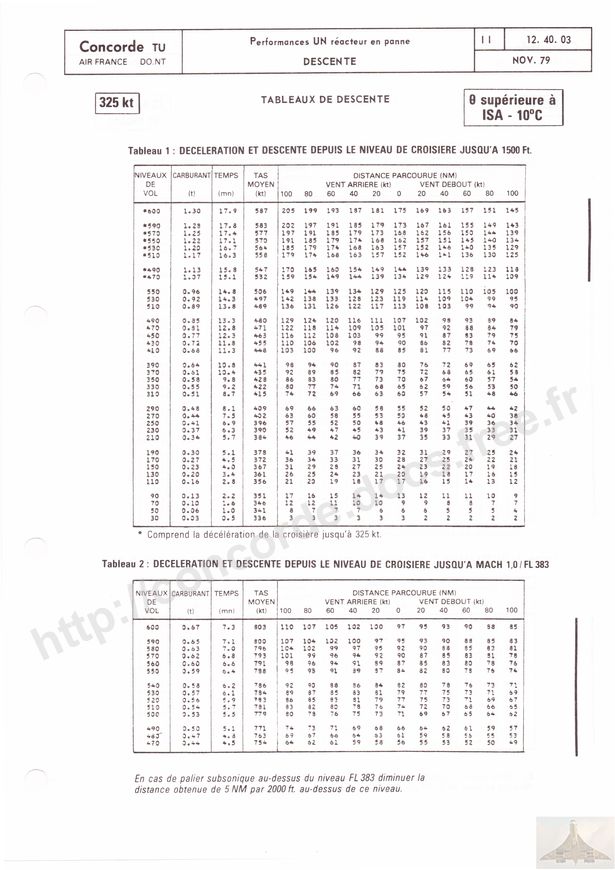 Concorde TU
AIR FRANCE DO.NT
Performances UN réacteur en panne
DESCENTE
11 12. 40. 03
NOV. 79
325 kt
TABLEAUX DE DESCENTE
θ supérieure à
ISA - 10°C
Tableau 1 : DECELERATION ET DESCENTE DEPUIS LE NIVEAU DE CROISIERE JUSQU'A 1500 Ft.
NIVEAUX CARBURANT TEMPS TAS DISTANCE PARCOURUE (NM)
DE MOYEN VENT ARRIERE (kt) VENT DEBOUT (kt)
VOL (t) (mn) (kt) 100 80 60 40 20 0 20 40 60 80 100
*600 1.30 17.9 587 205 199 193 187 181 175 169 163 157 151 145
*590 1.28 17.8 583 202 197 191 185 179 173 167 161 155 149 143
*570 1.25 17.4 577 197 191 185 179 173 168 162 156 150 144 139
*550 1.22 17.1 570 191 185 179 174 168 162 157 151 145 140 134
*530 1.20 16.7 564 185 179 174 168 163 157 152 146 140 135 129
*510 1.17 16.3 558 179 174 168 163 157 152 146 141 136 130 125
*490 1.13 15.8 547 170 165 160 154 149 144 139 133 128 123 118
*470 1.07 15.1 532 159 154 149 144 139 134 129 124 119 114 109
550 0.96 14.8 506 149 144 139 134 129 125 120 115 110 105 100
530 0.92 14.3 497 142 138 133 128 123 119 114 109 104 99 95
510 0.89 13.8 489 136 131 126 122 117 113 108 103 99 94 90
490 0.85 13.3 480 129 124 120 116 111 107 102 98 93 89 84
470 0.81 12.8 471 122 118 114 109 105 101 97 92 88 84 79
450 0.77 12.3 463 116 112 108 103 99 95 91 87 83 79 75
430 0.72 11.8 455 110 106 102 98 94 90 86 82 78 74 70
410 0.68 11.3 448 103 100 96 92 88 85 81 77 73 69 66
390 0.64 10.8 441 98 94 90 87 83 80 76 72 69 65 62
370 0.61 10.4 435 92 89 85 82 79 75 72 68 65 61 58
350 0.58 9.8 428 86 83 80 77 73 70 67 64 60 57 54
330 0.55 9.2 422 80 77 74 71 68 65 62 59 56 53 50
310 0.51 8.7 415 74 72 69 66 63 60 57 54 51 48 46
290 0.48 8.1 409 69 66 63 60 58 55 52 50 47 44 42
270 0.44 7.5 402 63 60 58 55 53 50 48 45 43 40 38
250 0.41 6.9 396 57 55 52 50 48 46 43 41 39 36 34
230 0.37 6.3 390 52 49 47 45 43 41 39 37 35 33 31
210 0.34 5.7 384 46 44 42 40 39 37 35 33 31 29 27
190 0.30 5.1 378 41 39 37 36 34 32 31 29 27 25 24
170 0.27 4.5 372 36 34 33 31 30 28 27 25 24 22 21
150 0.23 4.0 367 31 29 28 27 25 24 23 22 20 19 18
130 0.20 3.4 361 26 25 24 23 21 20 19 18 17 16 15
110 0.16 2.8 356 21 20 19 18 17 17 16 15 14 13 12
90 0.13 2.2 351 17 16 15 14 14 13 12 11 11 10 9
70 0.10 1.6 346 12 12 11 10 10 9 9 8 8 7 7
50 0.06 1.0 341 8 7 7 7 6 6 6 5 5 5 4
30 0.03 0.5 336 3 3 3 3 3 3 3 3 2 2 2
* Comprend la décélération de la croisière jusqu'à 325 kt.
Tableau 2 : DECELERATION ET DESCENTE DEPUIS LE NIVEAU DE CROISIERE JUSQU'A MACH 1,0 / FL 383
NIVEAUX CARBURANT TEMPS TAS DISTANCE PARCOURUE (NM)
DE MOYEN VENT ARRIERE (kt) VENT DEBOUT (kt)
VOL (t) (mn) (kt) 100 80 60 40 20 0 20 40 60 80 100
600 0.67 7.3 803 110 107 105 102 100 97 95 93 90 88 85
590 0.65 7.1 800 107 104 102 100 97 95 93 90 88 85 83
580 0.63 7.0 796 104 102 99 97 95 92 90 88 85 82 81
570 0.62 6.8 793 101 99 96 94 92 90 87 85 83 81 78
560 0.60 6.6 791 98 96 94 91 89 87 85 83 80 78 76
550 0.59 6.4 788 95 93 91 89 87 84 82 80 78 76 74
540 0.58 6.2 786 92 90 88 86 84 82 80 78 76 73 71
530 0.57 6.1 784 89 87 85 83 81 79 77 75 73 71 69
520 0.56 5.9 783 86 85 83 81 79 77 75 73 71 69 67
510 0.54 5.7 781 83 82 80 78 76 74 72 70 68 66 65
500 0.53 5.5 779 80 78 76 75 73 71 69 67 65 64 62
490 0.50 5.1 771 74 73 71 69 68 66 64 62 61 59 57
480 0.47 4.8 763 69 67 66 64 63 61 59 58 56 55 53
470 0.44 4.5 754 64 62 61 59 58 56 55 53 52 50 49
En cas de palier subsonique au-dessus du niveau FL 383 diminuer la
distance obtenue de 5 NM par 2000 ft. au-dessus de ce niveau.
http://concorde.docs.free.fr